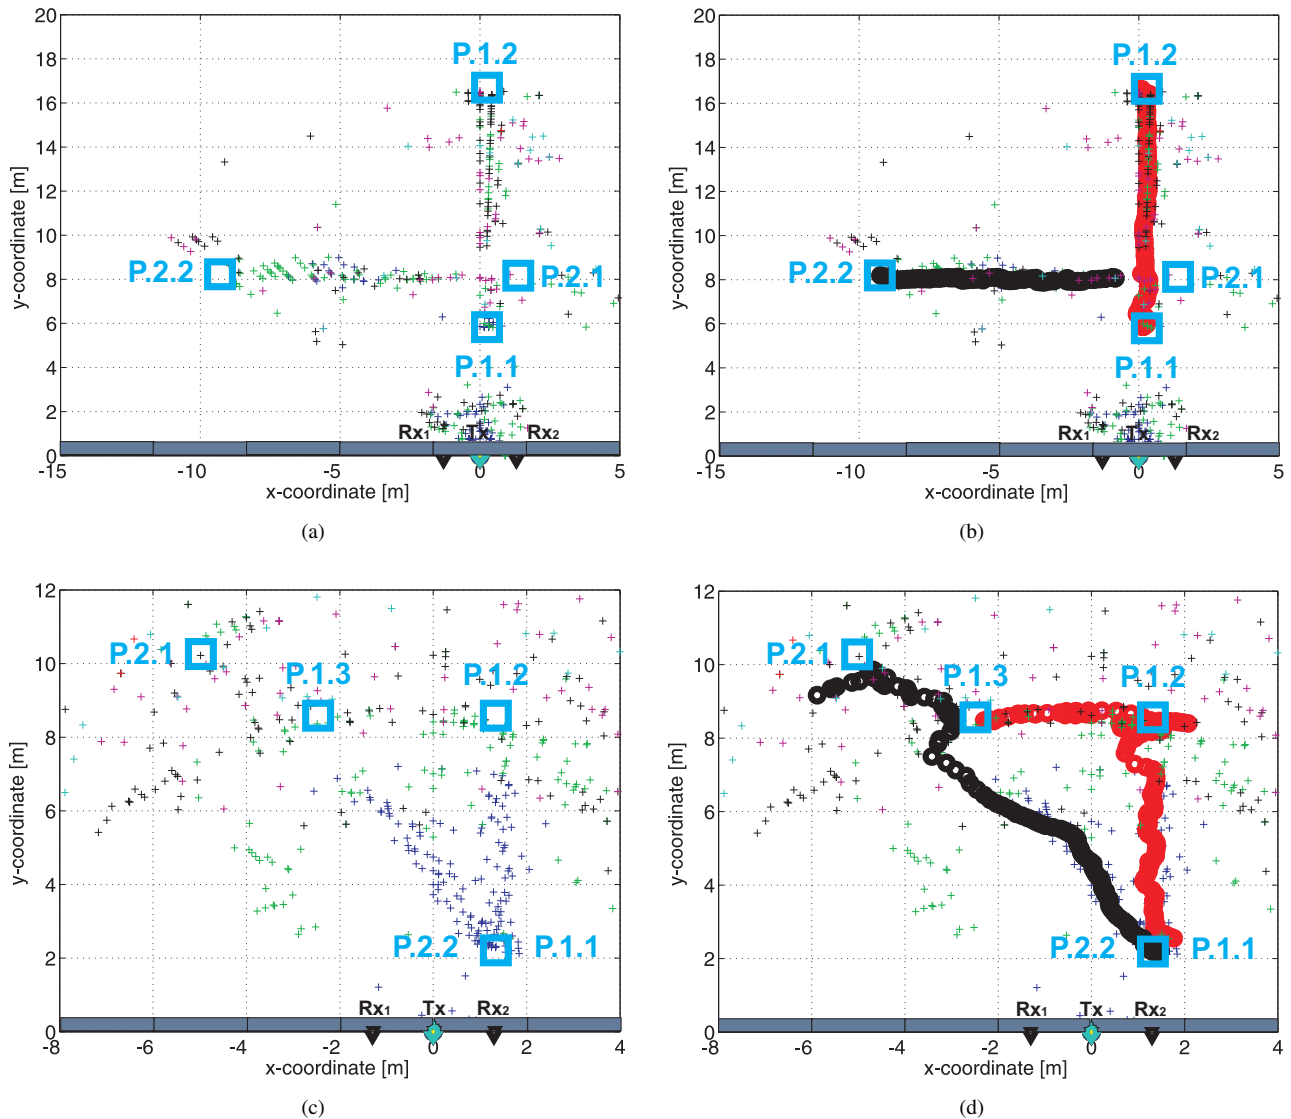 20
18
16
14
12
10
8
6
4
2
0
y-coordinate [m]
P.1.2
P.2.2
P.2.1
P.1.1
Rx1 Tx Rx2
-15 -10 -5 0 5
x-coordinate [m]
(a)
20
18
16
14
12
10
8
6
4
2
0
y-coordinate [m]
P.1.2
P.2.2
P.2.1
P.1.1
Rx1 Tx Rx2
-15 -10 -5 0 5
x-coordinate [m]
(b)
12
10
8
6
4
2
0
y-coordinate [m]
P.2.1
P.1.3 P.1.2
P.2.2 P.1.1
Rx1 Tx Rx2
-8 -6 -4 -2 0 2 4
x-coordinate [m]
(c)
12
10
8
6
4
2
0
y-coordinate [m]
P.2.1
P.1.3 P.1.2
P.2.2 P.1.1
Rx1 Tx Rx2
-8 -6 -4 -2 0 2 4
x-coordinate [m]
(d)